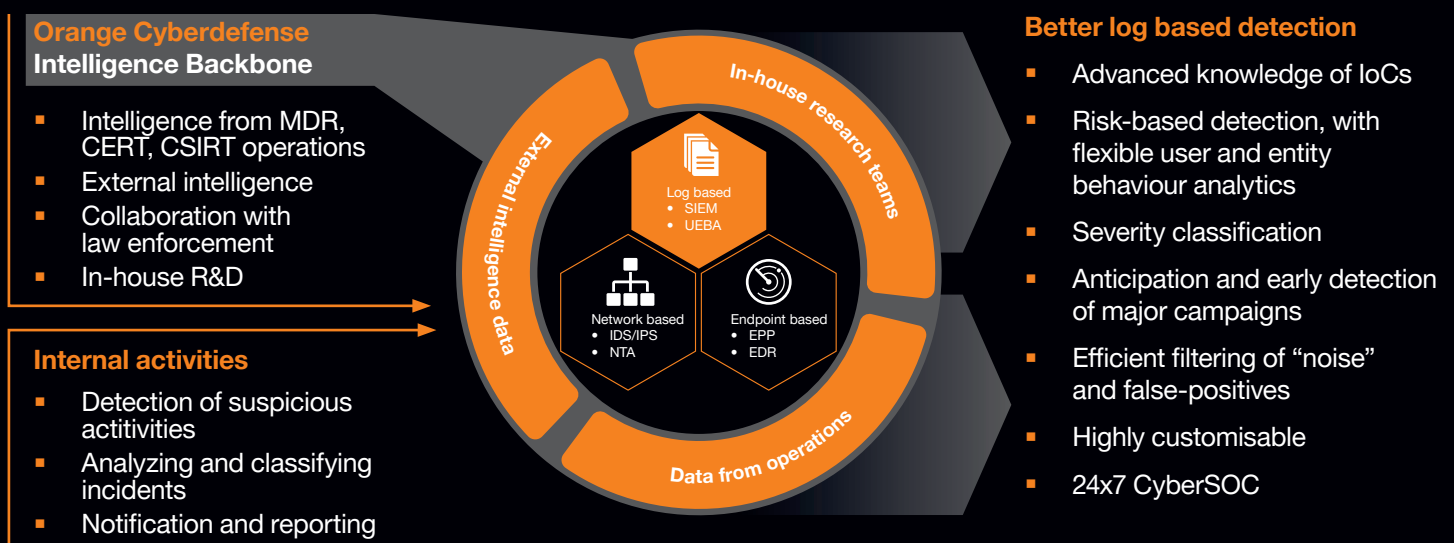 Orange Cyberdefense
Intelligence Backbone
▪ Intelligence from MDR,
CERT, CSIRT operations
▪ External intelligence
▪ Collaboration with
law enforcement
▪ In-house R&D
Internal activities
▪ Detection of suspicious
actitivities
▪ Analyzing and classifying
incidents
▪ Notification and reporting
External intelligence data
In-house research teams
Data from operations
Log based
• SIEM
• UEBA
Network based
• IDS/IPS
• NTA
Endpoint based
• EPP
• EDR
Better log based detection
▪ Advanced knowledge of IoCs
▪ Risk-based detection, with
flexible user and entity
behaviour analytics
▪ Severity classification
▪ Anticipation and early detection
of major campaigns
▪ Efficient filtering of “noise”
and false-positives
▪ Highly customisable
▪ 24x7 CyberSOC